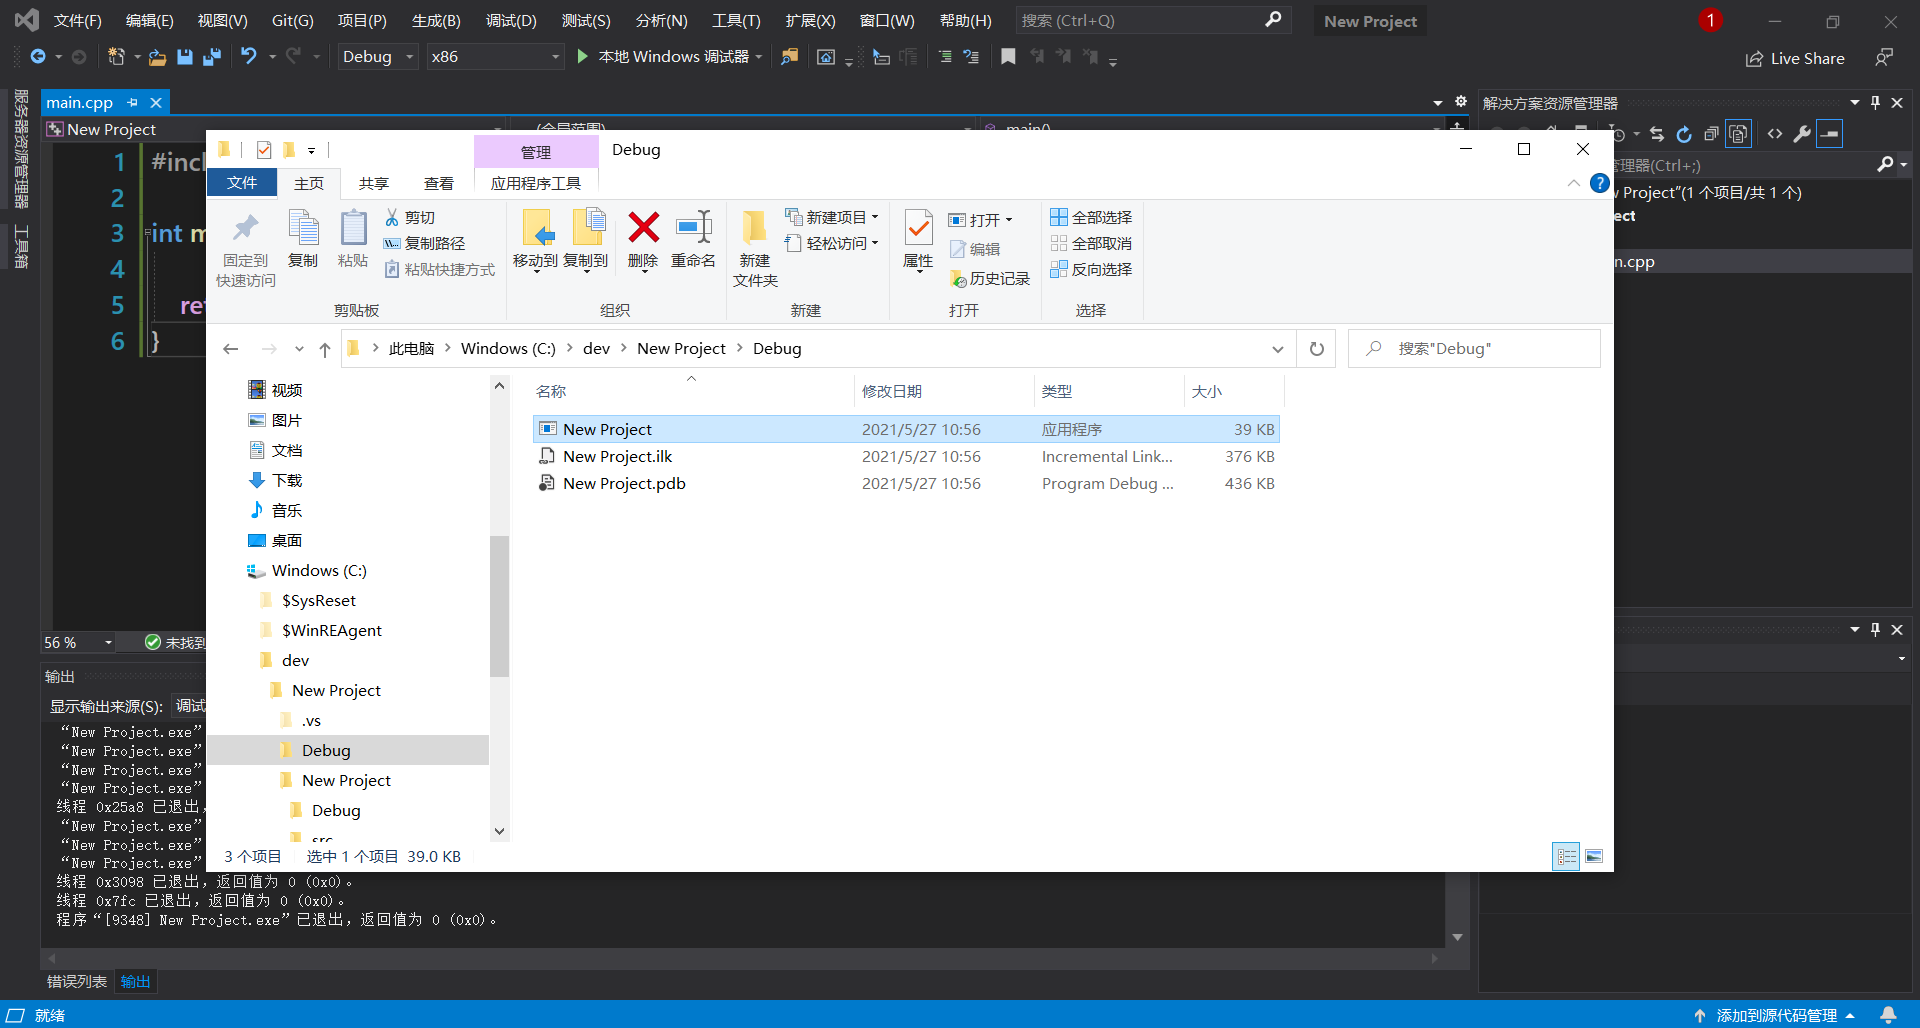 文件(F) 编辑(E) 视图(V) Git(G) 项目(P) 生成(B) 调试(D) 测试(S) 分析(N) 工具(T) 扩展(X) 窗口(W) 帮助(H) 搜索 (Ctrl+Q) New Project 1
Debug x86 本地 Windows 调试器 Live Share
服务器资源管理器
工具箱
main.cpp
解决方案资源管理器
New Project (全局范围) main()
管理器(Ctrl+;)
w Project"(1 个项目/共 1 个)
ect
n.cpp
1 #incl
2
3 int m
4
5 ret
6 }
管理 Debug
文件 主页 共享 查看 应用程序工具
固定到
快速访问
复制
粘贴
剪切
复制路径
粘贴快捷方式
剪贴板
移动到
复制到
删除
重命名
组织
新建
文件夹
新建项目
轻松访问
新建
属性
打开
编辑
历史记录
打开
全部选择
全部取消
反向选择
选择
此电脑 Windows (C:) dev New Project Debug
搜索"Debug"
视频
图片
文档
下载
音乐
桌面
Windows (C:)
$SysReset
$WinREAgent
dev
New Project
.vs
Debug
New Project
Debug
src
名称 修改日期 类型 大小
New Project 2021/5/27 10:56 应用程序 39 KB
New Project.ilk 2021/5/27 10:56 Incremental Link... 376 KB
New Project.pdb 2021/5/27 10:56 Program Debug ... 436 KB
3 个项目 选中 1 个项目 39.0 KB
56 % 未找到
输出
显示输出来源(S): 调试
“New Project.exe”
“New Project.exe”
“New Project.exe”
“New Project.exe”
线程 0x25a8 已退出，
“New Project.exe”
“New Project.exe”
“New Project.exe”
线程 0x3098 已退出，返回值为 0 (0x0)。
线程 0x7fc 已退出，返回值为 0 (0x0)。
程序“[9348] New Project.exe”已退出，返回值为 0 (0x0)。
错误列表 输出
就绪 添加到源代码管理